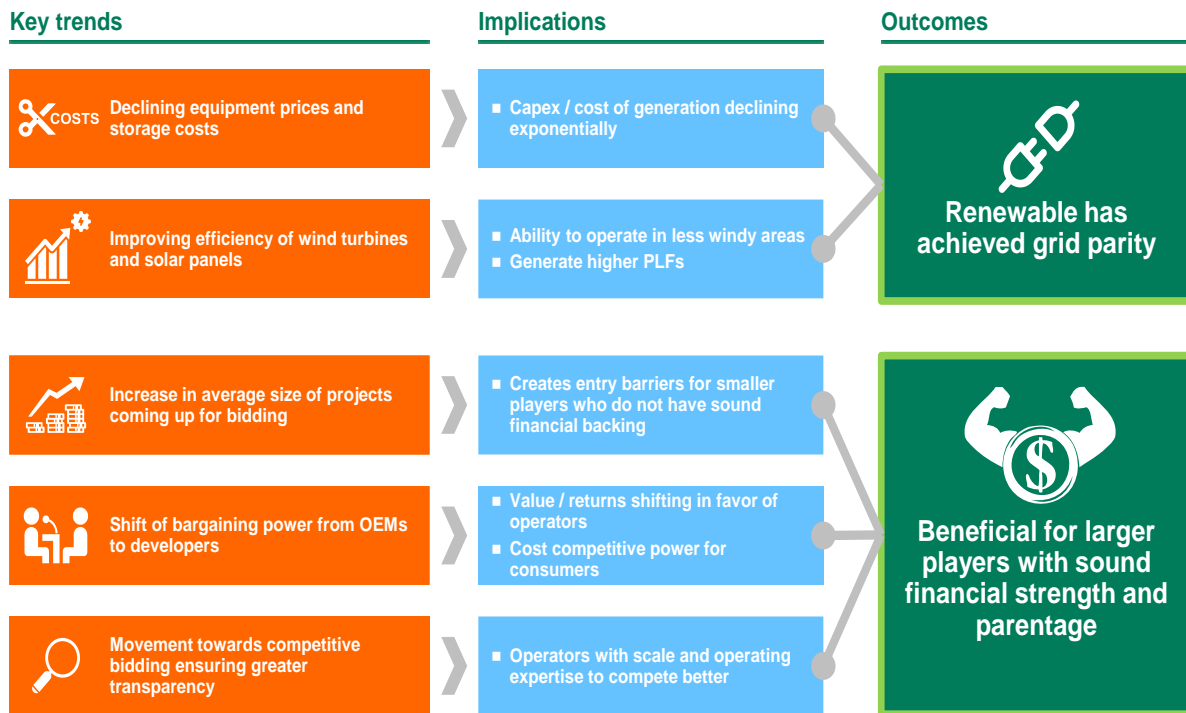 Key trends
Implications
Outcomes
COSTS
Declining equipment prices and
storage costs
■ Capex / cost of generation declining
exponentially
Improving efficiency of wind turbines
and solar panels
■ Ability to operate in less windy areas
■ Generate higher PLFs
Renewable has
achieved grid parity
Increase in average size of projects
coming up for bidding
■ Creates entry barriers for smaller
players who do not have sound
financial backing
Shift of bargaining power from OEMs
to developers
■ Value / returns shifting in favor of
operators
■ Cost competitive power for
consumers
Movement towards competitive
bidding ensuring greater
transparency
■ Operators with scale and operating
expertise to compete better
$
Beneficial for larger
players with sound
financial strength and
parentage